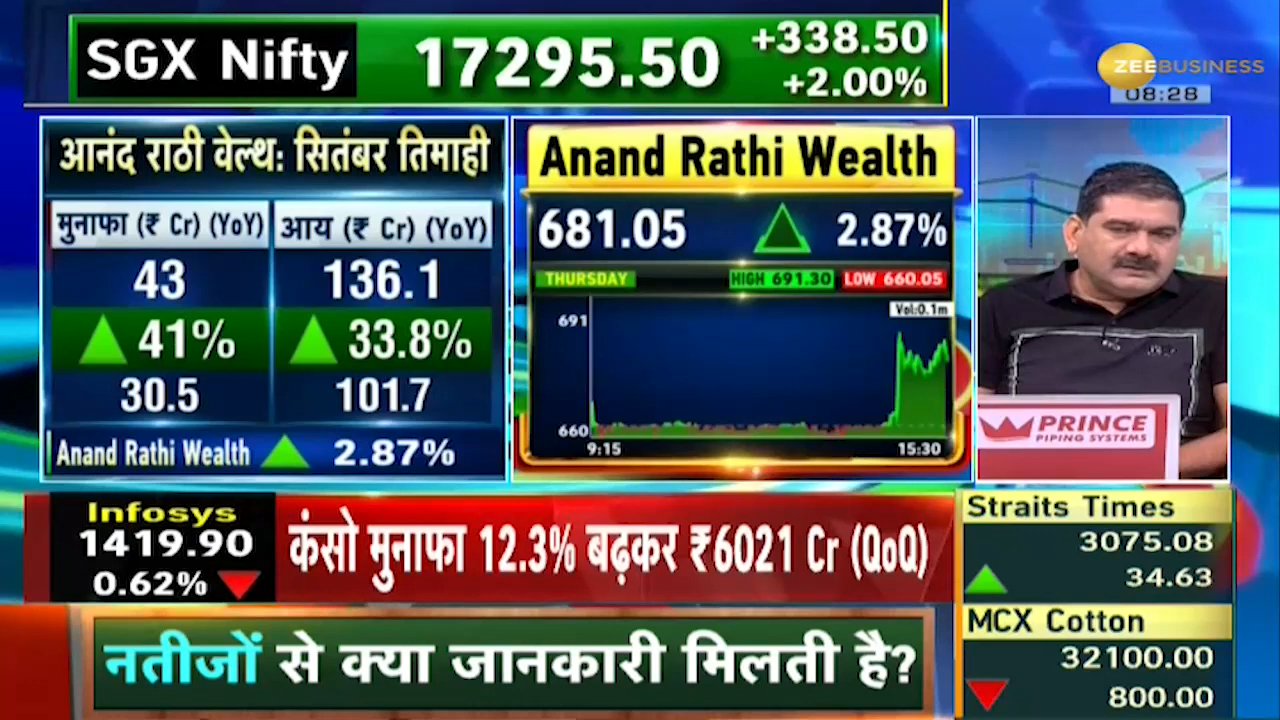 SGX Nifty
17295.50
+338.50
+2.00%
ZEEBUSINESS
08:28
आनंद राठी वेल्थ: सितंबर तिमाही
मुनाफा (₹ Cr) (YoY)
आय (₹ Cr) (YoY)
43
136.1
41%
33.8%
30.5
101.7
Anand Rathi Wealth
2.87%
Anand Rathi Wealth
681.05
2.87%
THURSDAY
HIGH 691.30
LOW 660.05
Vol:0.1m
691
660
9:15
15:30
PRINCE
PIPING SYSTEMS
Infosys
1419.90
0.62%
कंसो मुनाफा 12.3% बढ़कर ₹6021 Cr (QoQ)
Straits Times
3075.08
34.63
MCX Cotton
32100.00
800.00
नतीजों से क्या जानकारी मिलती है?